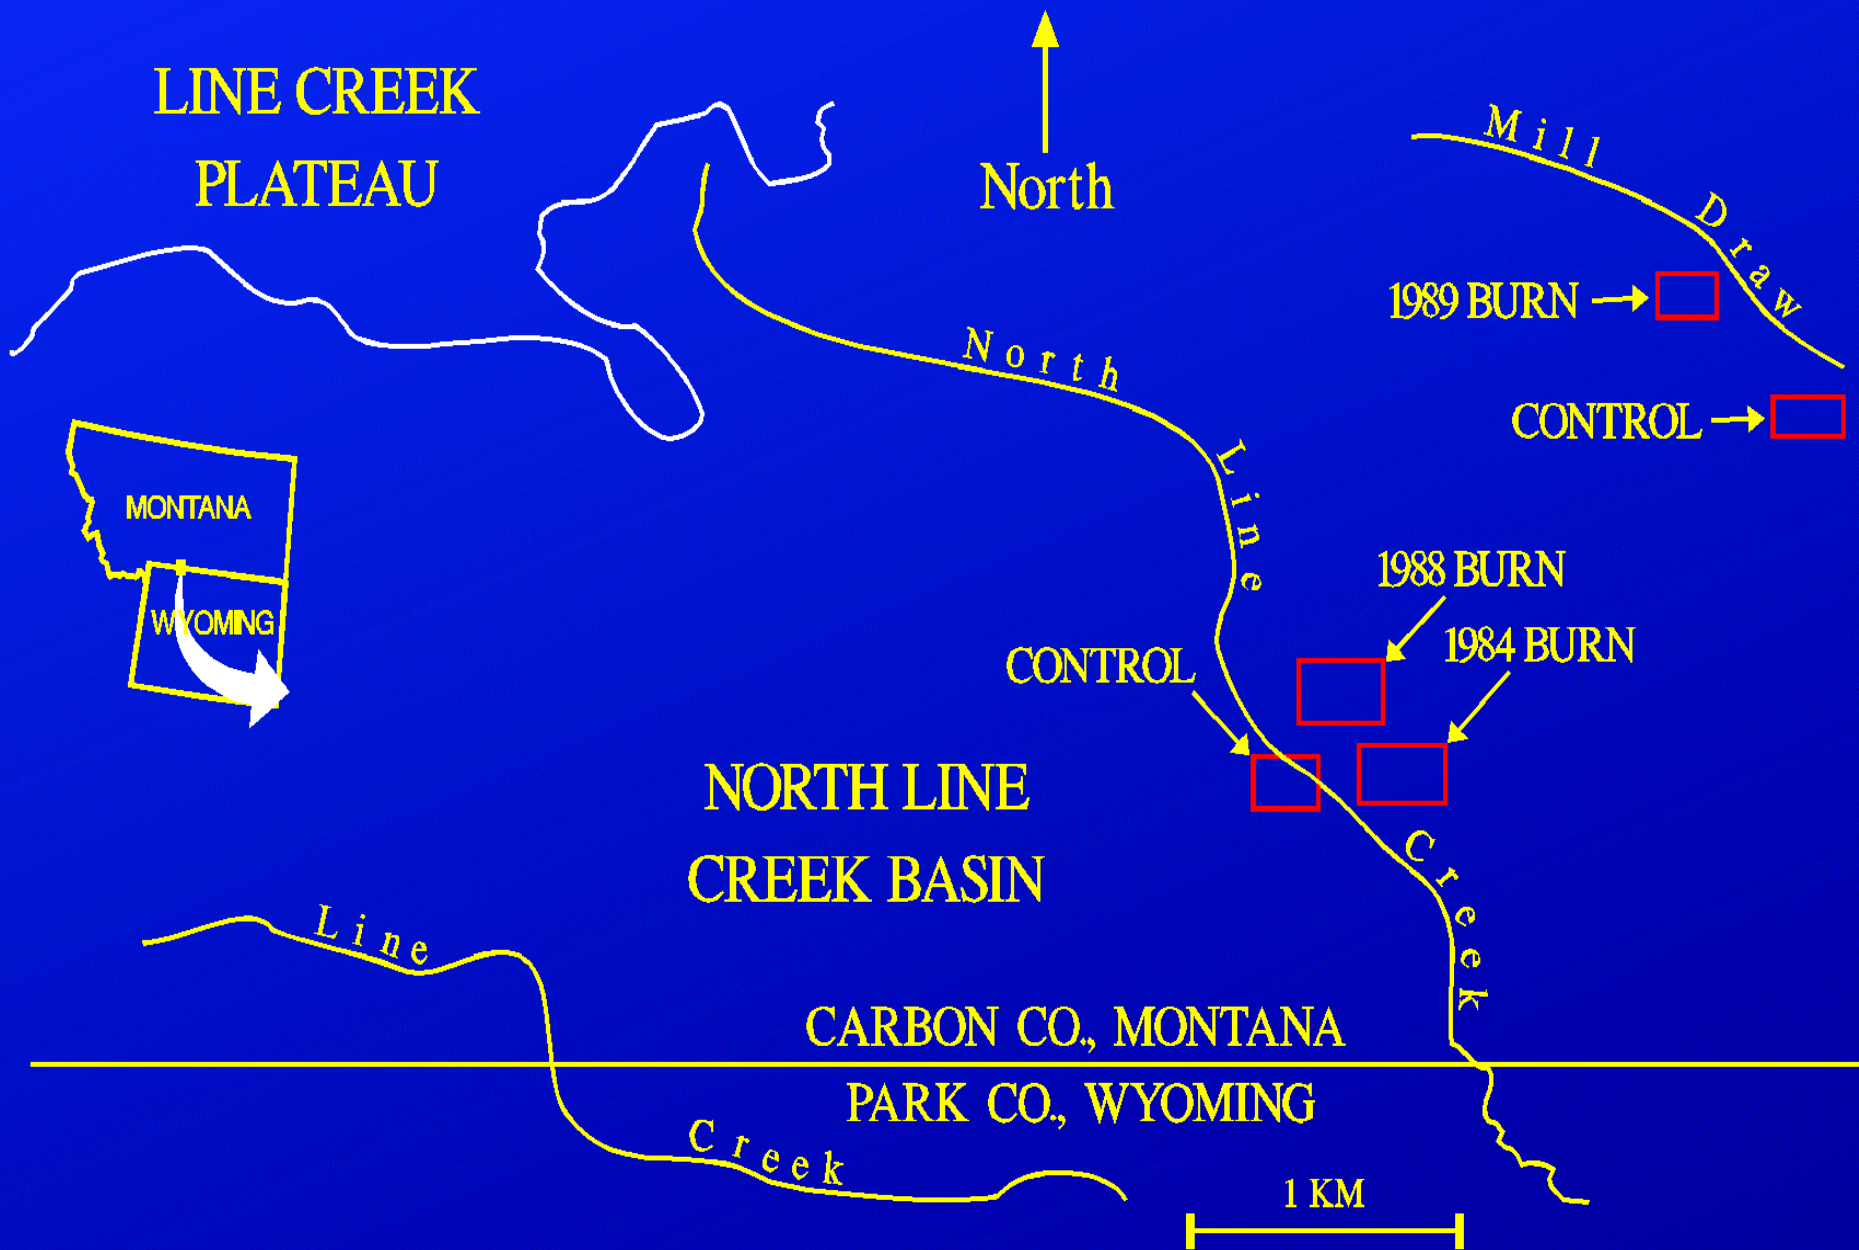 LINE CREEK
PLATEAU
North
Mill Draw
1989 BURN
CONTROL
North Line Creek
MONTANA
WYOMING
1988 BURN
1984 BURN
CONTROL
NORTH LINE
CREEK BASIN
Line Creek
CARBON CO., MONTANA
PARK CO., WYOMING
1 KM